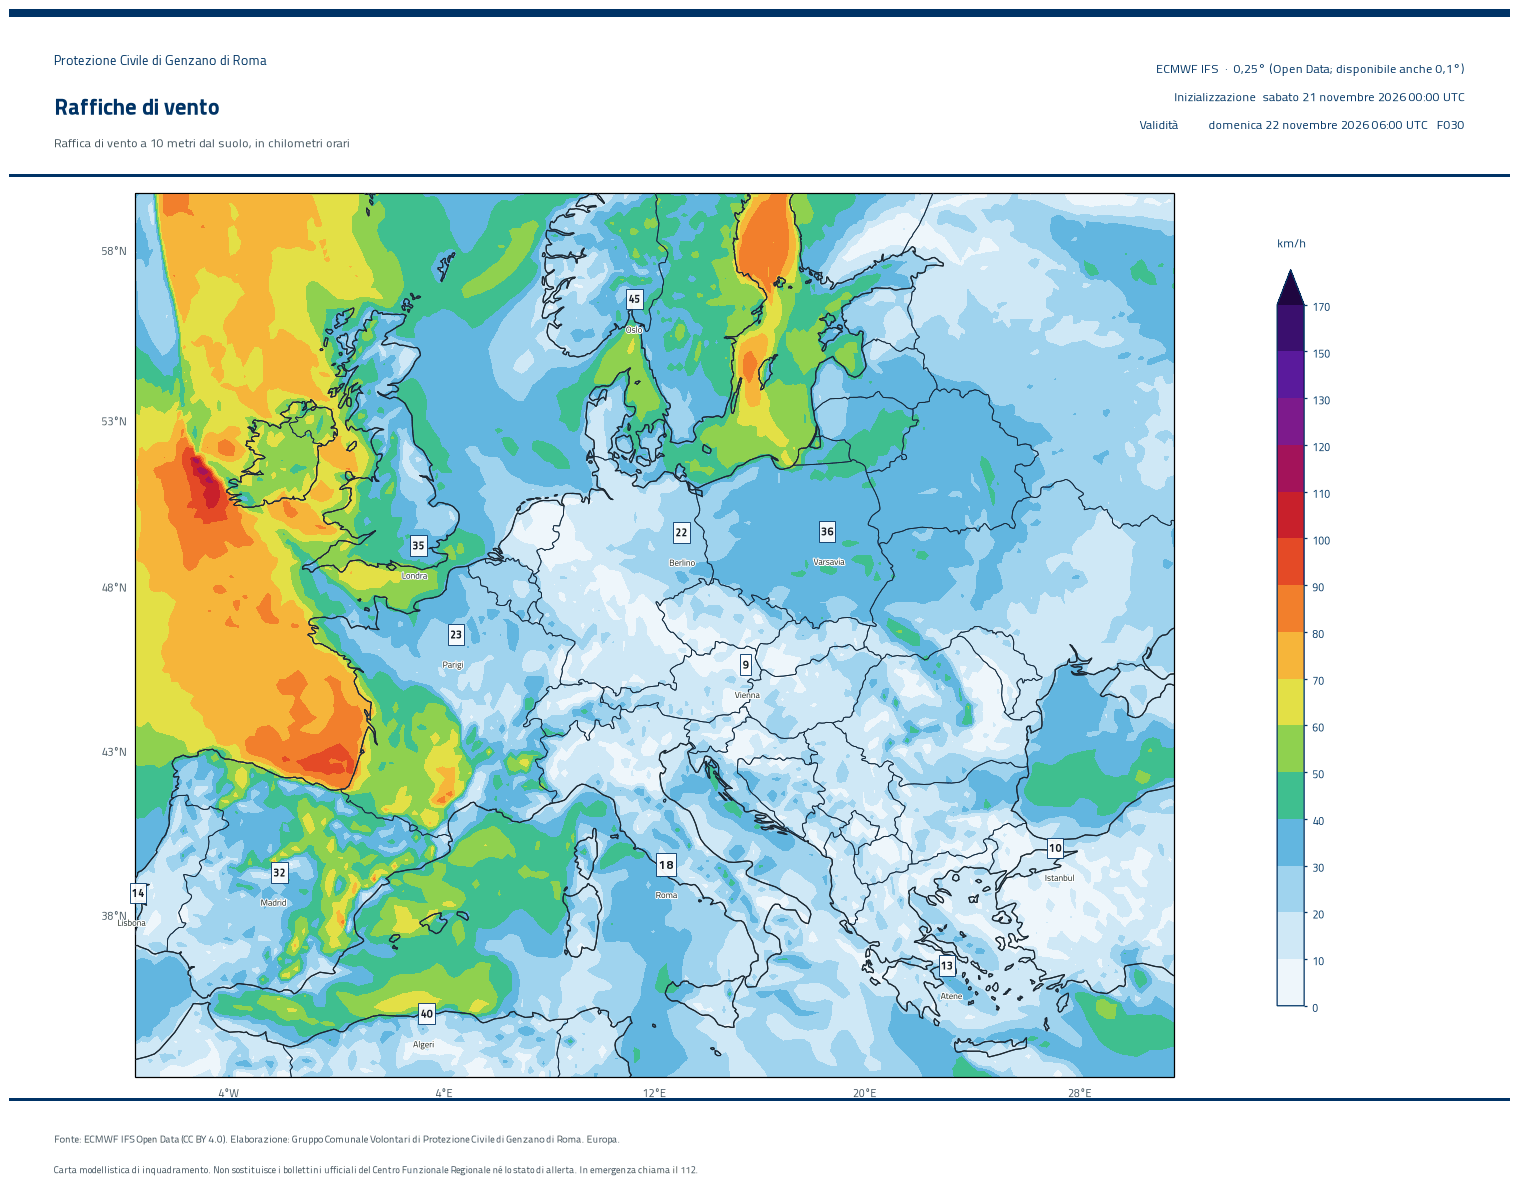 Protezione Civile di Genzano di Roma
Raffiche di vento
Raffica di vento a 10 metri dal suolo, in chilometri orari
ECMWF IFS · 0,25° (Open Data; disponibile anche 0,1°)
Inizializzazione sabato 21 novembre 2026 00:00 UTC
Validità domenica 22 novembre 2026 06:00 UTC F030
58°N
53°N
48°N
43°N
38°N
4°W
4°E
12°E
20°E
28°E
45
Oslo
35
Londra
22
Berlino
36
Varsavia
23
Parigi
9
Vienna
32
Madrid
14
Lisbona
18
Roma
10
Istanbul
13
Atene
40
Algeri
km/h
170
150
130
120
110
100
90
80
70
60
50
40
30
20
10
0
Fonte: ECMWF IFS Open Data (CC BY 4.0). Elaborazione: Gruppo Comunale Volontari di Protezione Civile di Genzano di Roma. Europa.
Carta modellistica di inquadramento. Non sostituisce i bollettini ufficiali del Centro Funzionale Regionale né lo stato di allerta. In emergenza chiama il 112.